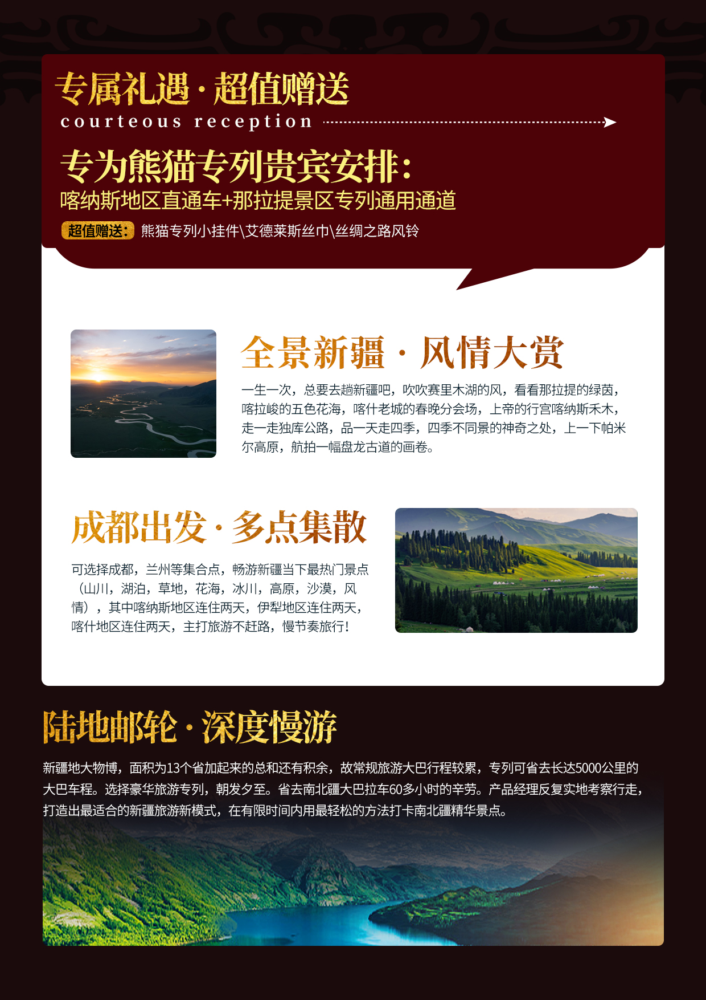 专属礼遇·超值赠送
courteous reception
专为熊猫专列贵宾安排：
喀纳斯地区直通车+那拉提景区专列通用通道
超值赠送： 熊猫专列小挂件\艾德莱斯丝巾\丝绸之路风铃
全景新疆·风情大赏
一生一次，总要去趟新疆吧，吹吹赛里木湖的风，看看那拉提的绿茵，
喀拉峻的五色花海，喀什老城的春晚分会场，上帝的行宫喀纳斯禾木，
走一走独库公路，品一天走四季，四季不同景的神奇之处，上一下帕米
尔高原，航拍一幅盘龙古道的画卷。
成都出发·多点集散
可选择成都，兰州等集合点，畅游新疆当下最热门景点
（山川，湖泊，草地，花海，冰川，高原，沙漠，风
情），其中喀纳斯地区连住两天，伊犁地区连住两天，
喀什地区连住两天，主打旅游不赶路，慢节奏旅行！
陆地邮轮·深度慢游
新疆地大物博，面积为13个省加起来的总和还有积余，故常规旅游大巴行程较累，专列可省去长达5000公里的
大巴车程。选择豪华旅游专列，朝发夕至。省去南北疆大巴拉车60多小时的辛劳。产品经理反复实地考察行走，
打造出最适合的新疆旅游新模式，在有限时间内用最轻松的方法打卡南北疆精华景点。